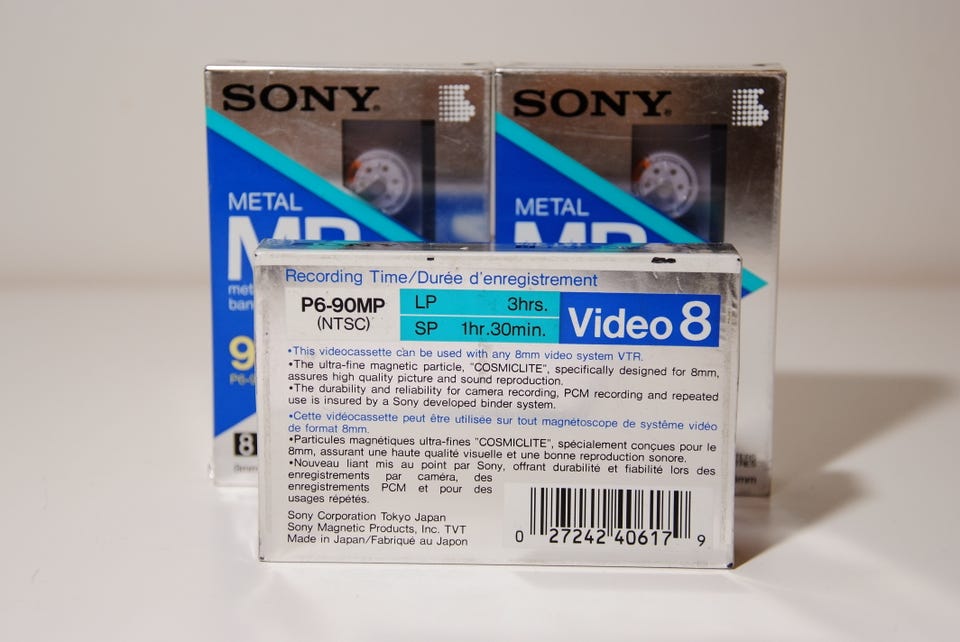 SONY®
SONY®
METAL
METAL
MP
MP
SONY
8
Recording Time/Durée d'enregistrement
P6-90MP
(NTSC)
LP 3hrs.
SP 1hr.30min.
Video 8
•This videocassette can be used with any 8mm video system VTR.
•The ultra-fine magnetic particle, "COSMICLITE", specifically designed for 8mm,
assures high quality picture and sound reproduction.
•The durability and reliability for camera recording, PCM recording and repeated
use is insured by a Sony developed binder system.
•Cette vidéocassette peut être utilisée sur tout magnétoscope de système vidéo
de format 8mm.
•Particules magnétiques ultra-fines "COSMICLITE", spécialement conçues pour le
8mm, assurant une haute qualité visuelle et une bonne reproduction sonore.
•Nouveau liant mis au point par Sony, offrant durabilité et fiabilité lors des
enregistrements par caméra, des
enregistrements PCM et pour des
usages répétés.
Sony Corporation Tokyo Japan
Sony Magnetic Products, Inc. TVT
Made in Japan/Fabriqué au Japon
0 27242 40617 9